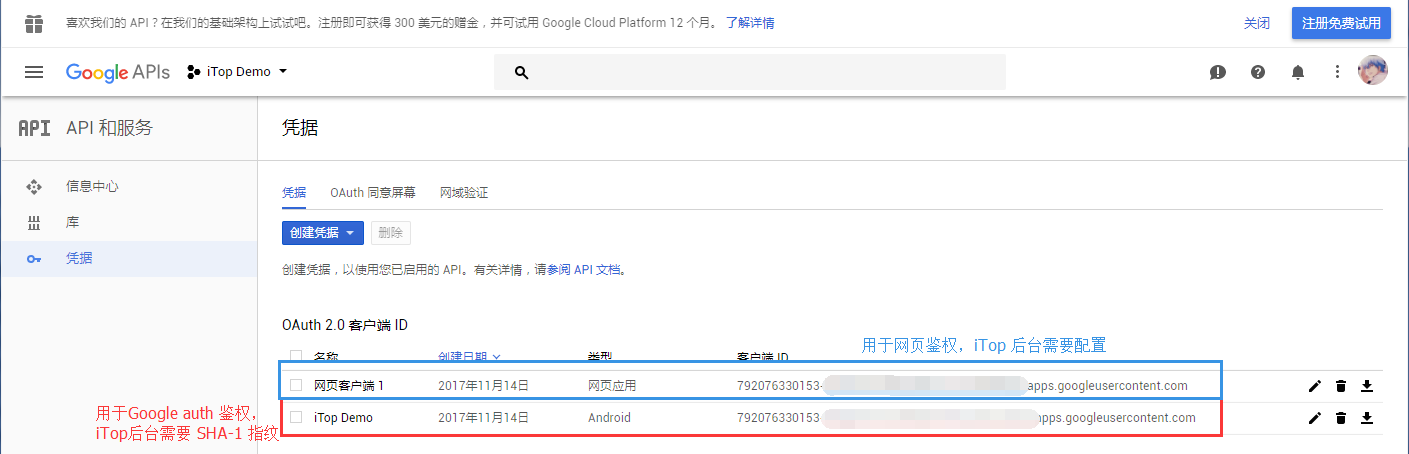 喜欢我们的 API？在我们的基础架构上试试吧。注册即可获得 300 美元的赠金，并可试用 Google Cloud Platform 12 个月。 了解详情
关闭
注册免费试用
Google APIs
iTop Demo
API
API 和服务
凭据
信息中心
库
凭据
凭据
OAuth 同意屏幕
网域验证
创建凭据
删除
创建凭据，以使用您已启用的 API。有关详情，请参阅 API 文档。
OAuth 2.0 客户端 ID
用于网页鉴权，iTop 后台需要配置
名称 创建日期 类型 客户端 ID
网页客户端 1 2017年11月14日 网页应用 792076330153- apps.googleusercontent.com
iTop Demo 2017年11月14日 Android 792076330153- apps.googleusercontent.com
用于Google auth 鉴权，
iTop后台需要 SHA-1 指纹